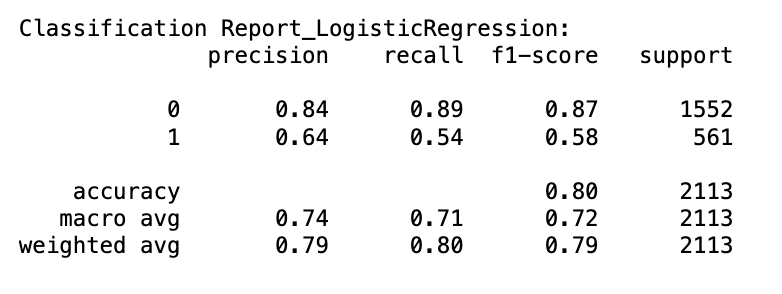 Classification Report_LogisticRegression:
precision recall f1-score support
0 0.84 0.89 0.87 1552
1 0.64 0.54 0.58 561
accuracy 0.80 2113
macro avg 0.74 0.71 0.72 2113
weighted avg 0.79 0.80 0.79 2113